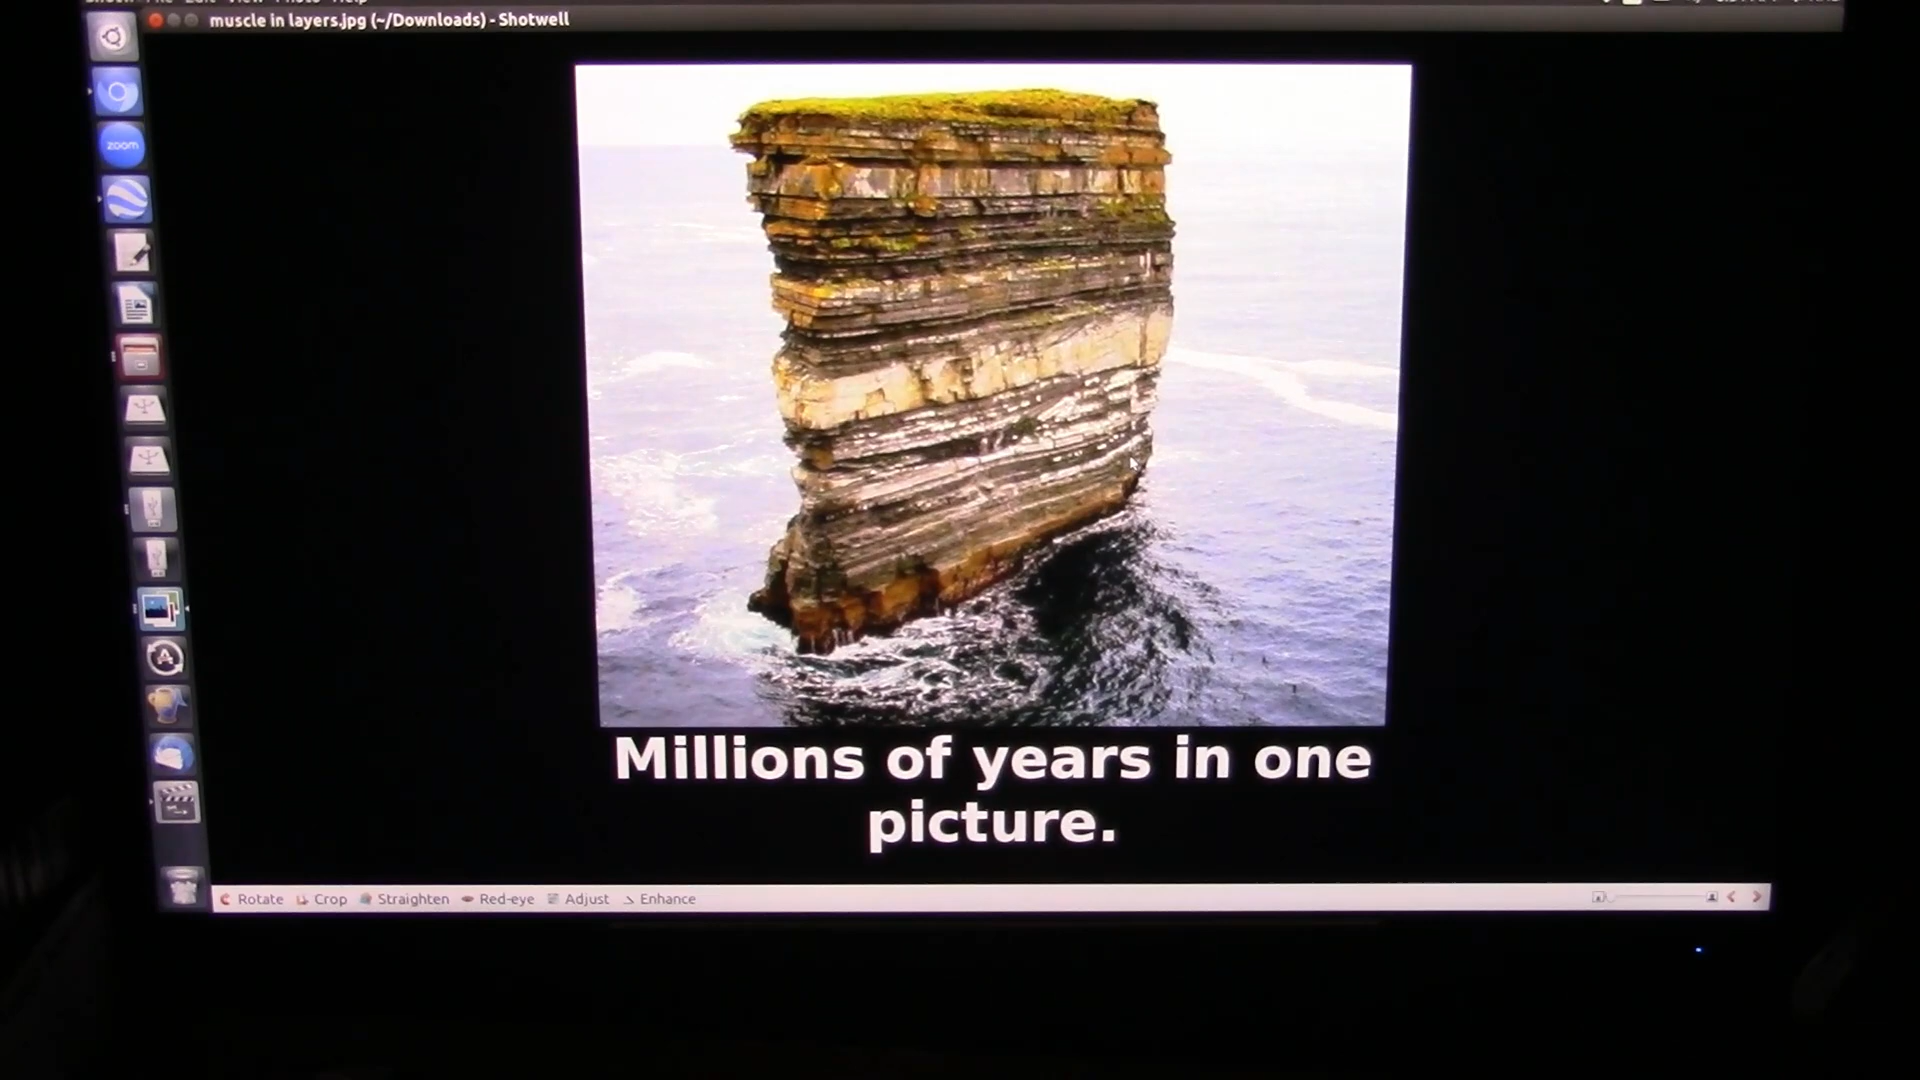 muscle in layers.jpg (~/Downloads) - Shotwell
zoom
Millions of years in one
picture.
Rotate Crop Straighten Red-eye Adjust Enhance